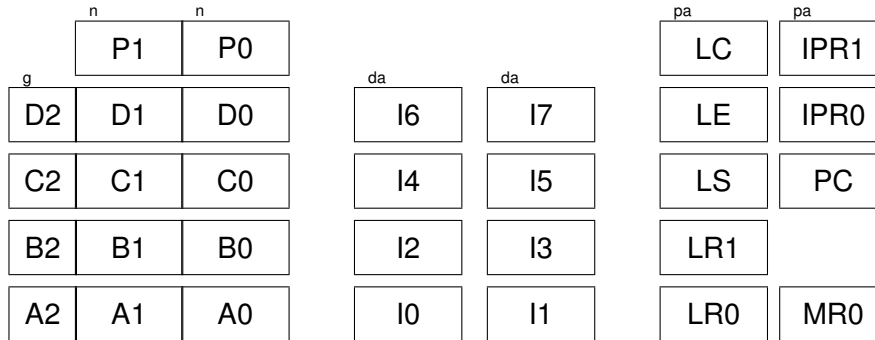 n n pa pa
P1 P0 LC IPR1
g da da
D2 D1 D0 I6 I7 LE IPR0
C2 C1 C0 I4 I5 LS PC
B2 B1 B0 I2 I3 LR1
A2 A1 A0 I0 I1 LR0 MR0